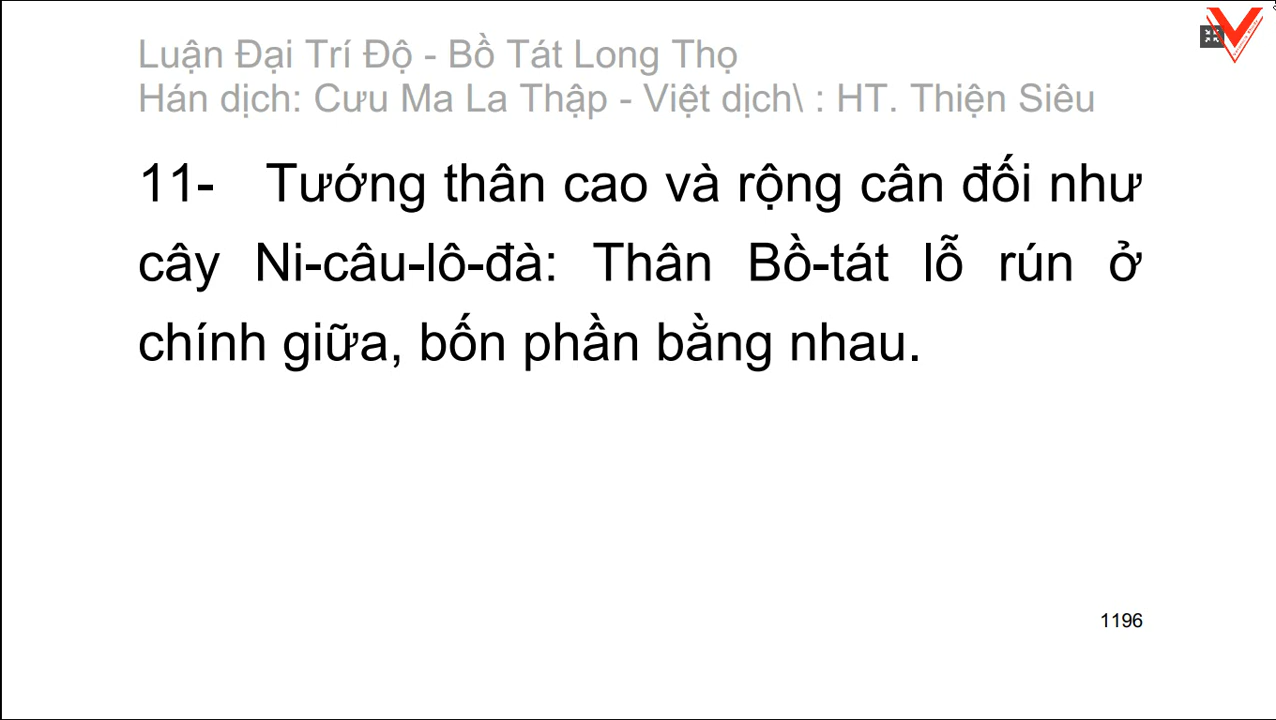 Luận Đại Trí Độ - Bồ Tát Long Thọ
Hán dịch: Cưu Ma La Thập - Việt dịch\ : HT. Thiện Siêu
11- Tướng thân cao và rộng cân đối như
cây Ni-câu-lô-đà: Thân Bồ-tát lỗ rún ở
chính giữa, bốn phần bằng nhau.
1196